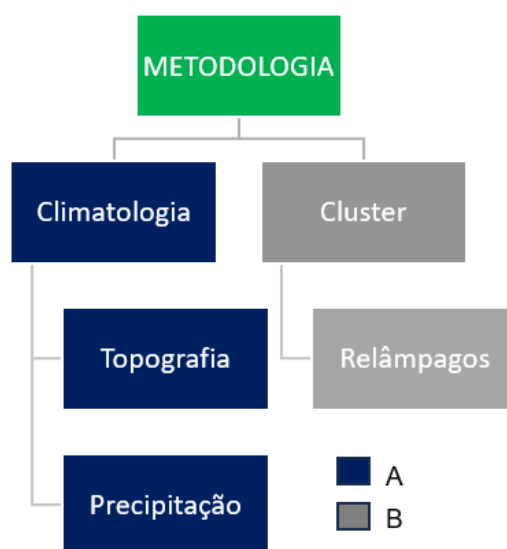 METODOLOGIA
Climatologia
Cluster
Topografia
Relâmpagos
Precipitação
A
B